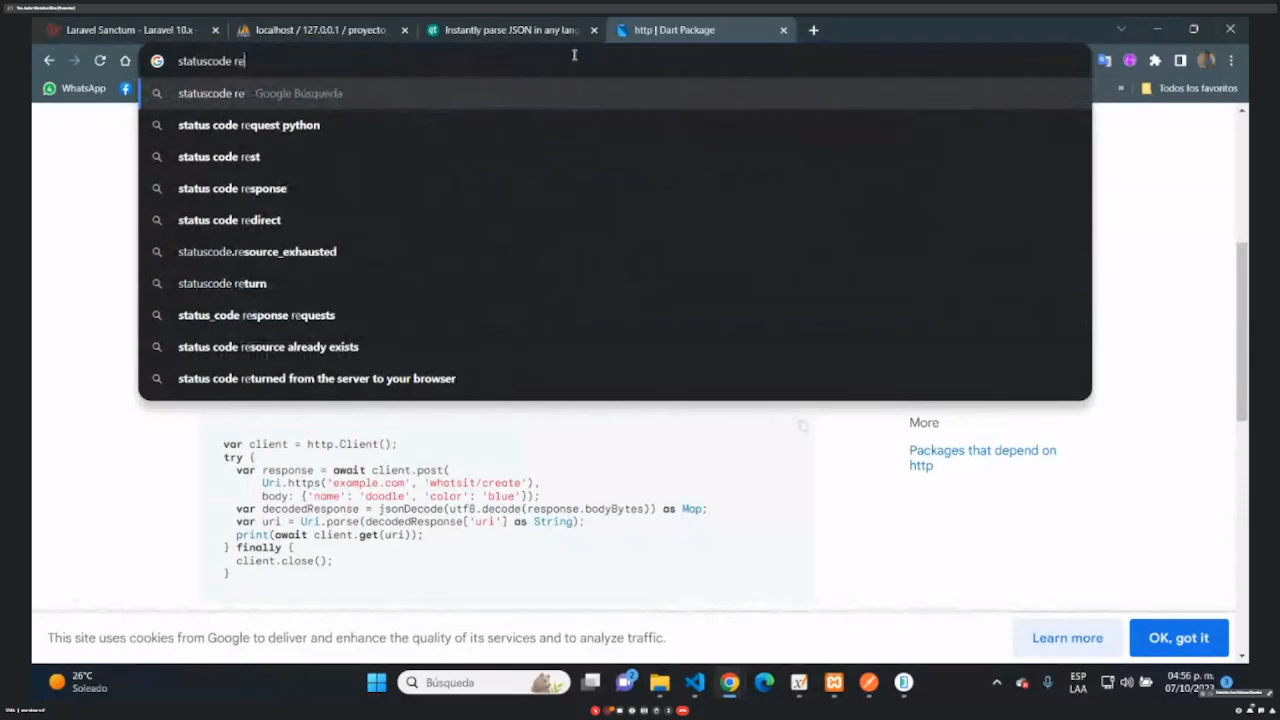 Laravel Sanctum - Laravel 10.x
localhost / 127.0.0.1 / proyecto
Instantly parse JSON in any lang
http | Dart Package
statuscode re
WhatsApp
Todos los favoritos
statuscode re - Google Búsqueda
status code request python
status code rest
status code response
status code redirect
statuscode.resource_exhausted
statuscode return
status_code response requests
status code resource already exists
status code returned from the server to your browser
More
Packages that depend on
http
var client = http.Client();
try {
var response = await client.post(
Uri.https('example.com', 'whatsit/create'),
body: {'name': 'doodle', 'color': 'blue'});
var decodedResponse = jsonDecode(utf8.decode(response.bodyBytes)) as Map;
var uri = Uri.parse(decodedResponse['uri'] as String);
print(await client.get(uri));
} finally {
client.close();
}
This site uses cookies from Google to deliver and enhance the quality of its services and to analyze traffic.
Learn more
OK, got it
26°C
Soleado
Búsqueda
ESP
LAA
04:56 p. m.